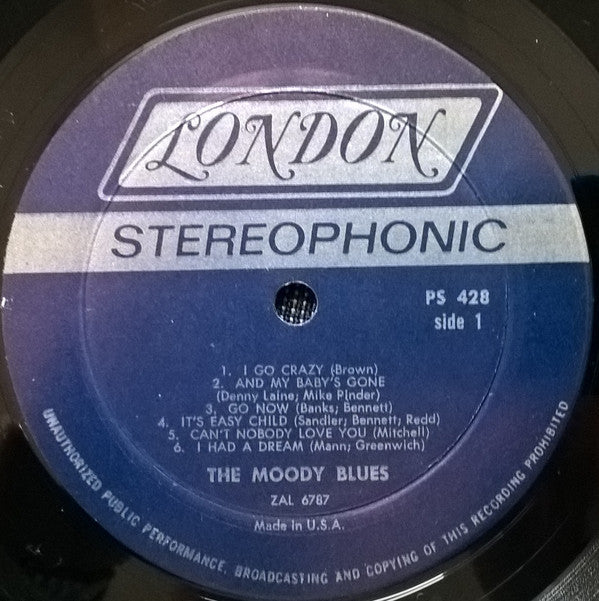 LONDON
STEREOPHONIC
PS 428
side 1
1. I GO CRAZY (Brown)
2. AND MY BABY'S GONE
(Denny Laine; Mike Pinder)
3. GO NOW (Banks; Bennett)
4. IT'S EASY CHILD (Sandler; Bennett; Redd)
5. CAN'T NOBODY LOVE YOU (Mitchell)
6. I HAD A DREAM (Mann; Greenwich)
THE MOODY BLUES
ZAL 6787
Made in U.S.A.
UNAUTHORIZED PUBLIC PERFORMANCE, BROADCASTING AND COPYING OF THIS RECORDING PROHIBITED